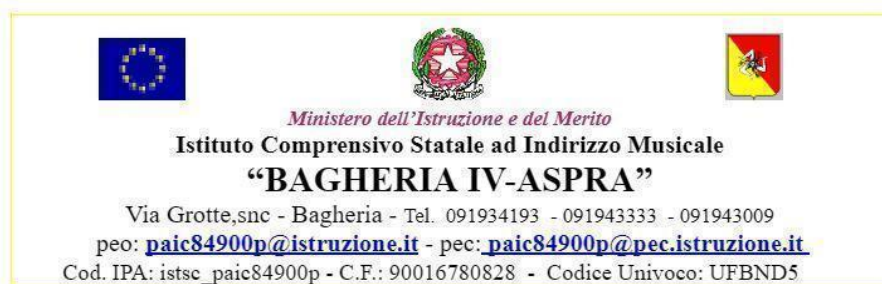 Ministero dell'Istruzione e del Merito
Istituto Comprensivo Statale ad Indirizzo Musicale
“BAGHERIA IV-ASPRA”
Via Grotte,snc - Bagheria - Tel. 091934193 - 091943333 - 091943009
peo: paic84900p@istruzione.it - pec: paic84900p@pec.istruzione.it
Cod. IPA: istsc_paic84900p - C.F.: 90016780828 - Codice Univoco: UFBND5